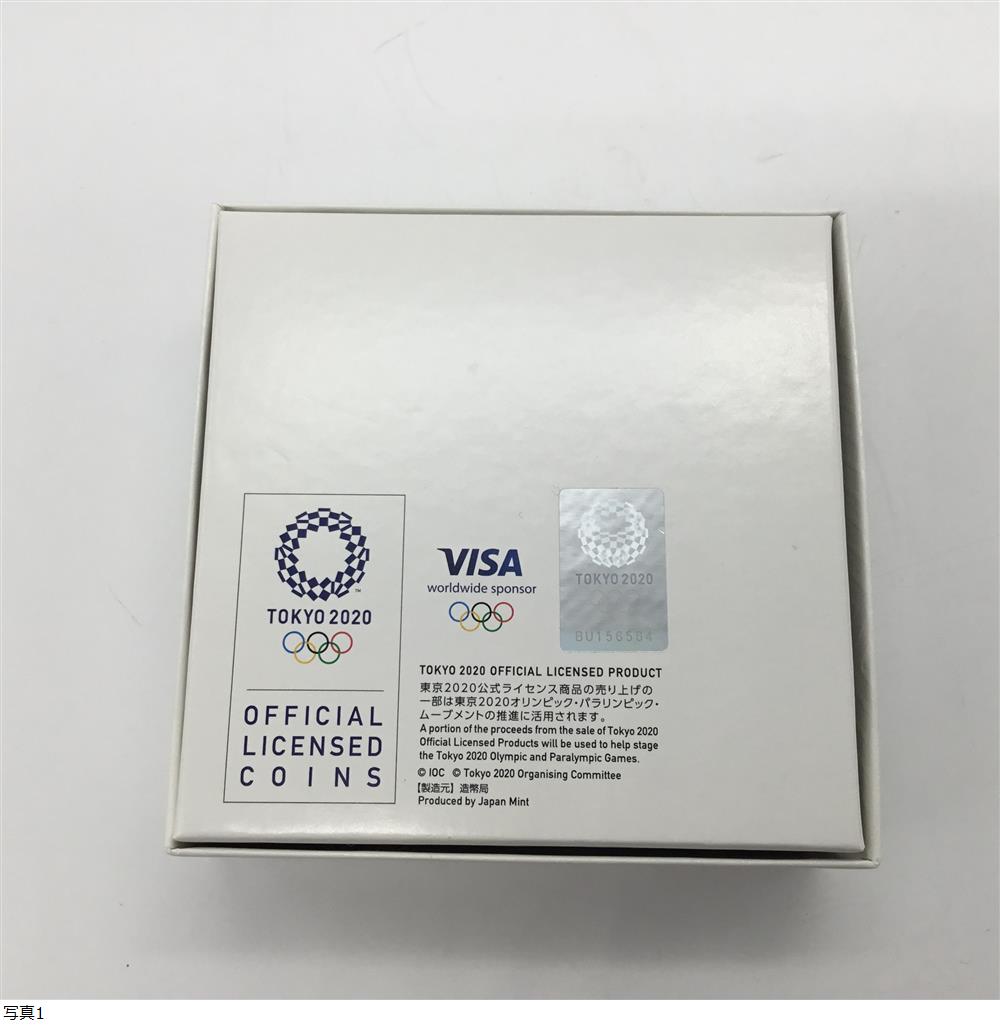 TOKYO 2020
OFFICIAL
LICENSED
COINS
VISA
worldwide sponsor
TOKYO 2020
BU156584
TOKYO 2020 OFFICIAL LICENSED PRODUCT
東京2020公式ライセンス商品の売り上げの
一部は東京2020オリンピック・パラリンピック・
ムーブメントの推進に活用されます。
A portion of the proceeds from the sale of Tokyo 2020
Official Licensed Products will be used to help stage
the Tokyo 2020 Olympic and Paralympic Games.
© IOC © Tokyo 2020 Organising Committee
【製造元】造幣局
Produced by Japan Mint
写真1